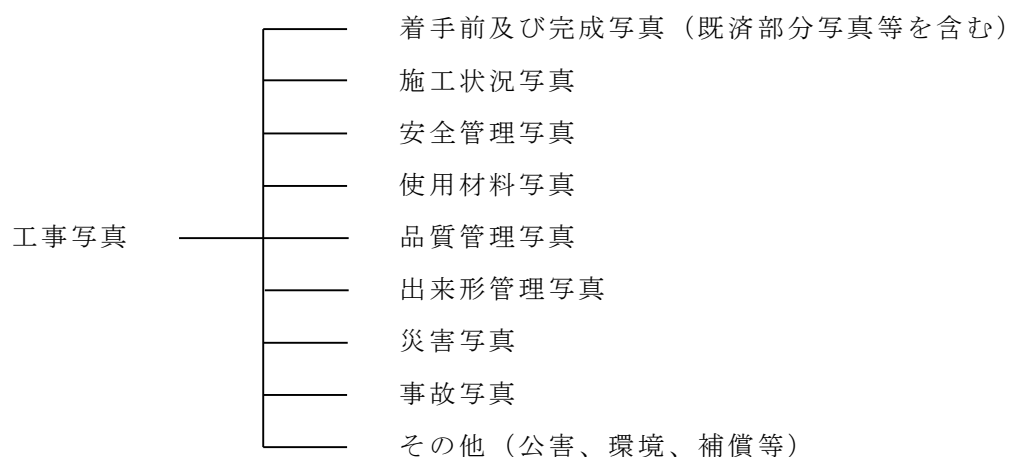 着手前及び完成写真（既済部分写真等を含む）
施工状況写真
安全管理写真
使用材料写真
工事写真
品質管理写真
出来形管理写真
災害写真
事故写真
その他（公害、環境、補償等）